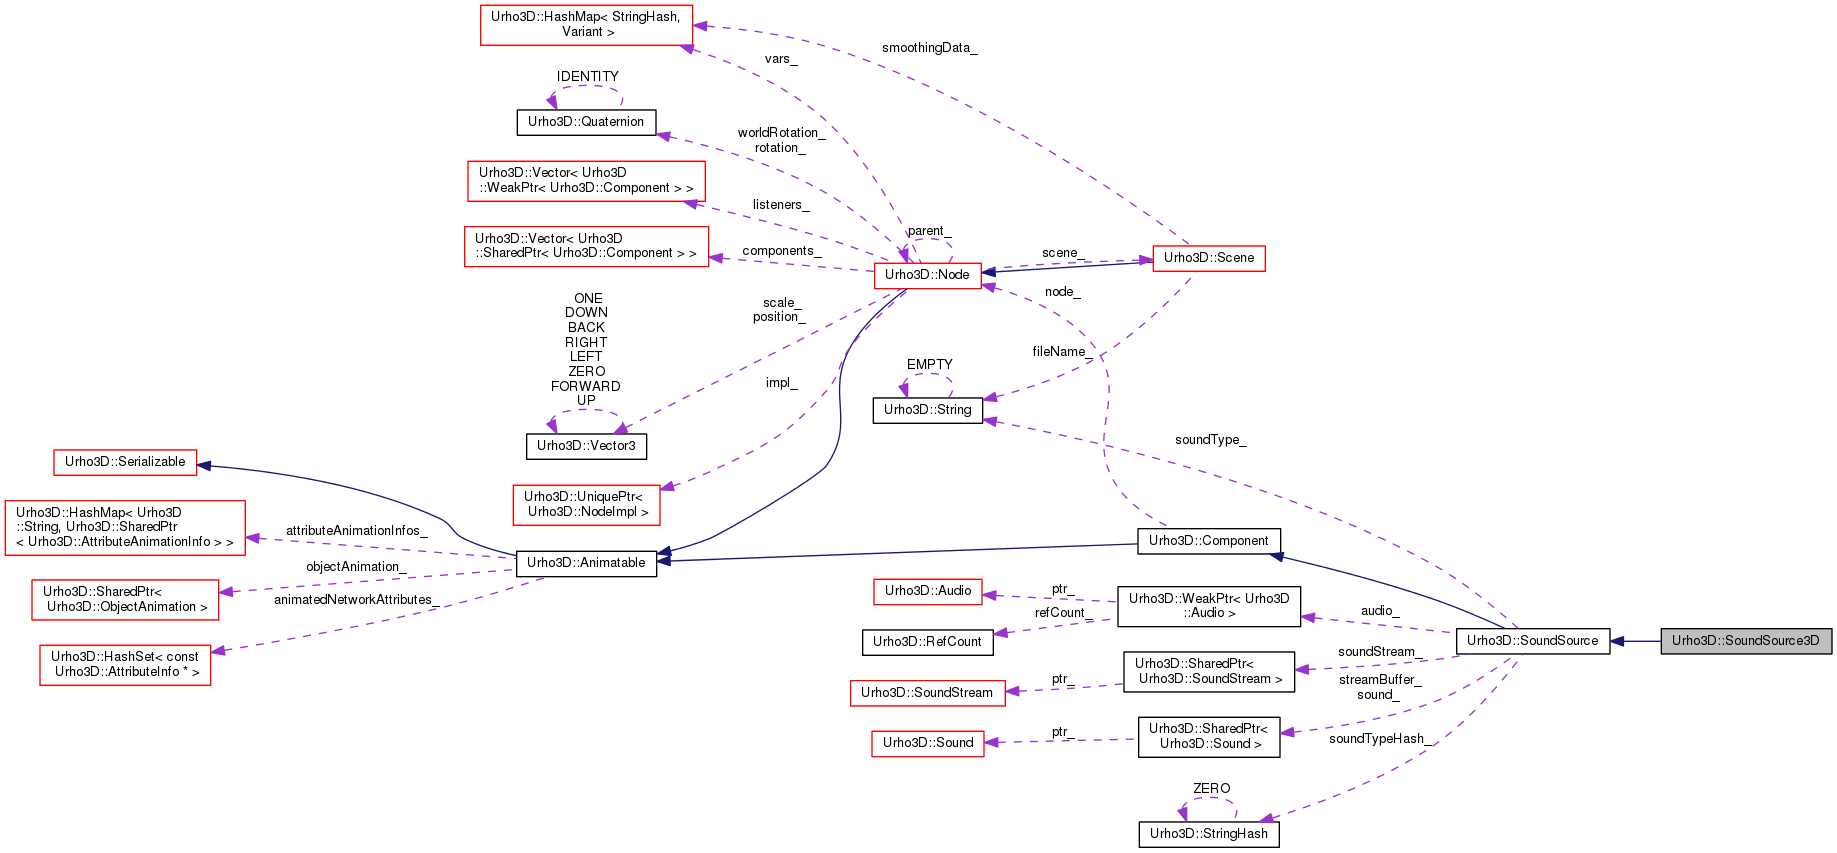 Urho3D::HashMap< StringHash,
Variant >
smoothingData_
vars_
IDENTITY
Urho3D::Quaternion
worldRotation_
rotation_
Urho3D::Vector< Urho3D
::WeakPtr< Urho3D::Component > >
listeners_
Urho3D::Vector< Urho3D
::SharedPtr< Urho3D::Component > >
components_
parent_
Urho3D::Node
scene_
Urho3D::Scene
node_
ONE
DOWN
BACK
RIGHT
LEFT
ZERO
FORWARD
UP
scale_
position_
Urho3D::Vector3
impl_
fileName_
EMPTY
Urho3D::String
soundType_
Urho3D::Serializable
Urho3D::UniquePtr<
Urho3D::NodeImpl >
Urho3D::HashMap< Urho3D
::String, Urho3D::SharedPtr
< Urho3D::AttributeAnimationInfo > >
attributeAnimationInfos_
Urho3D::Animatable
Urho3D::Component
objectAnimation_
Urho3D::SharedPtr<
Urho3D::ObjectAnimation >
animatedNetworkAttributes_
Urho3D::HashSet< const
Urho3D::AttributeInfo * >
Urho3D::Audio
ptr_
Urho3D::WeakPtr< Urho3D
::Audio >
refCount_
Urho3D::RefCount
audio_
Urho3D::SoundSource
Urho3D::SoundSource3D
Urho3D::SharedPtr<
Urho3D::SoundStream >
soundStream_
ptr_
Urho3D::SoundStream
streamBuffer_
sound_
Urho3D::SharedPtr<
Urho3D::Sound >
ptr_
Urho3D::Sound
soundTypeHash_
ZERO
Urho3D::StringHash